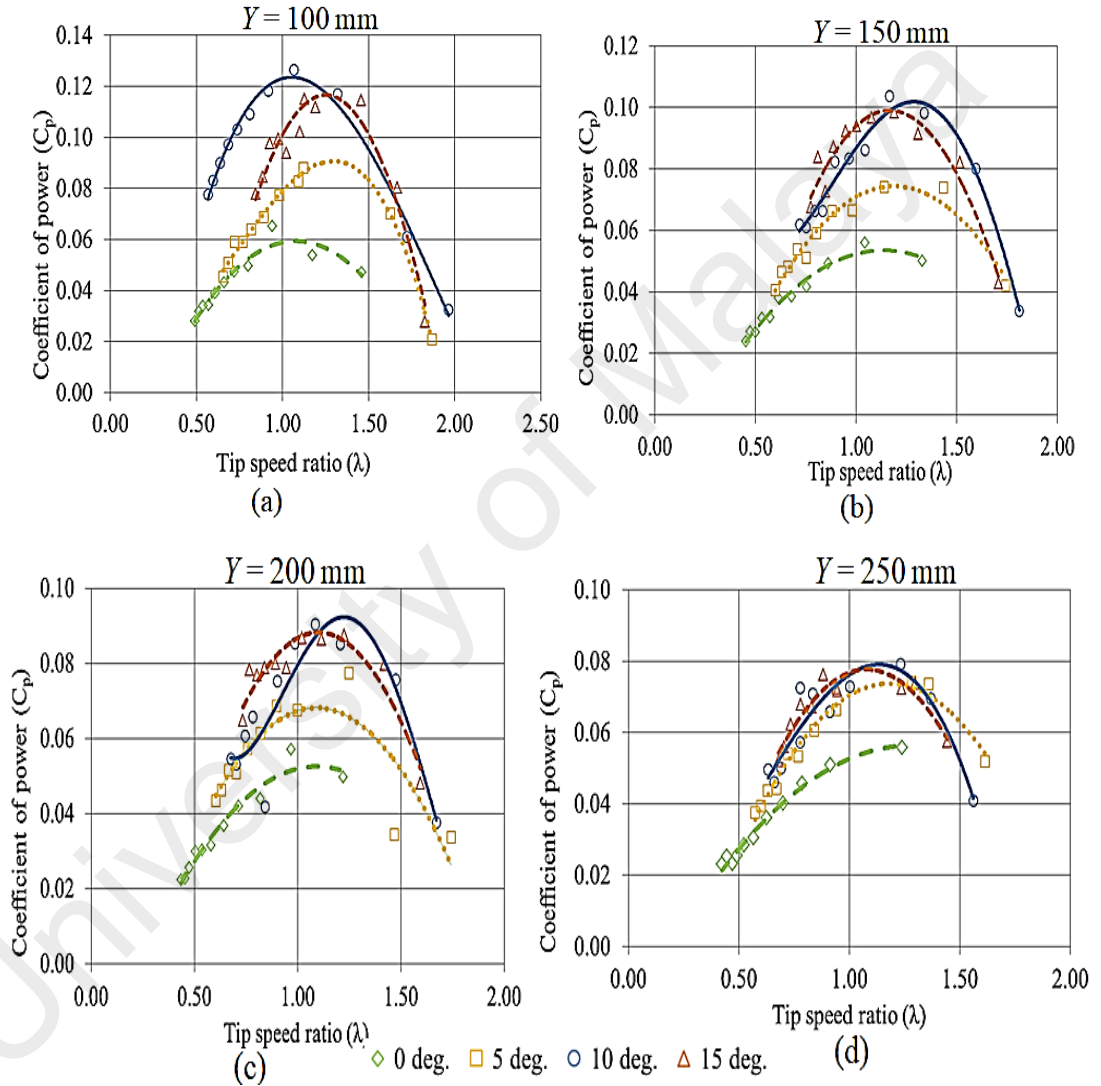 Y = 100 mm
Coefficient of power (Cp)
0.14
0.12
0.10
0.08
0.06
0.04
0.02
0.00
0.00 0.50 1.00 1.50 2.00 2.50
Tip speed ratio (λ)
(a)
Y = 150 mm
Coefficient of power (Cp)
0.12
0.10
0.08
0.06
0.04
0.02
0.00
0.00 0.50 1.00 1.50 2.00
Tip speed ratio (λ)
(b)
Y = 200 mm
Coefficient of power (Cp)
0.10
0.08
0.06
0.04
0.02
0.00
0.00 0.50 1.00 1.50 2.00
Tip speed ratio (λ)
(c)
Y = 250 mm
Coefficient of power (Cp)
0.10
0.08
0.06
0.04
0.02
0.00
0.00 0.50 1.00 1.50 2.00
Tip speed ratio (λ)
(d)
0 deg. 5 deg. 10 deg. 15 deg.
University of Malaya